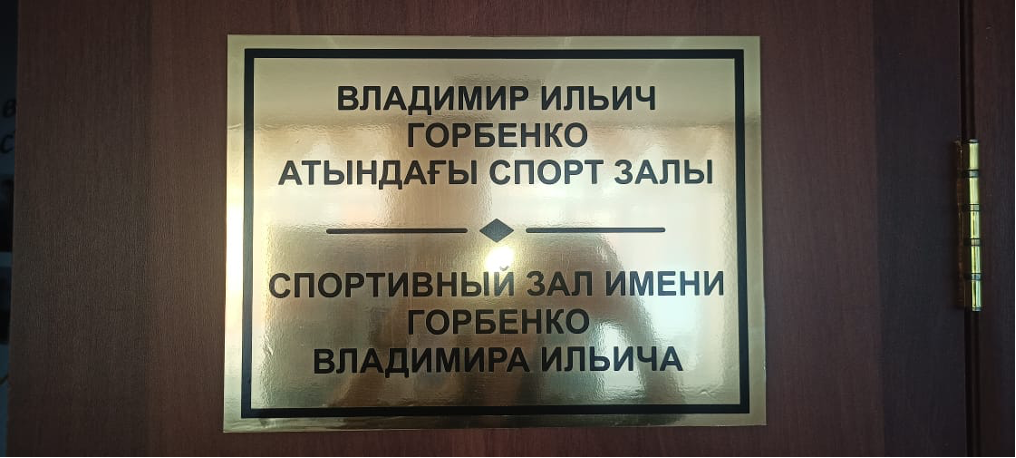 ВЛАДИМИР ИЛЬИЧ
ГОРБЕНКО
АТЫНДАҒЫ СПОРТ ЗАЛЫ
СПОРТИВНЫЙ ЗАЛ ИМЕНИ
ГОРБЕНКО
ВЛАДИМИРА ИЛЬИЧА